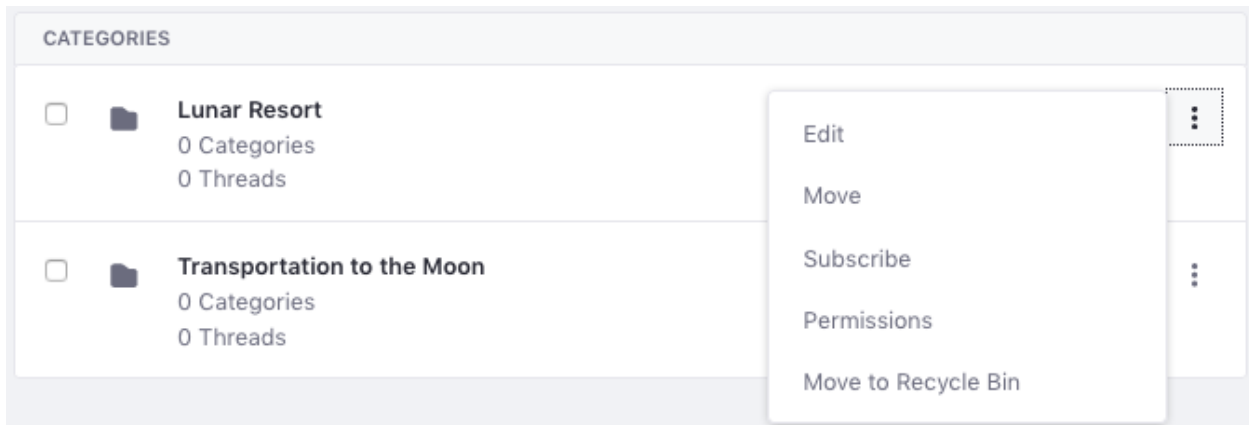 CATEGORIES
Lunar Resort
0 Categories
0 Threads
Edit
Move
Subscribe
Permissions
Move to Recycle Bin
Transportation to the Moon
0 Categories
0 Threads